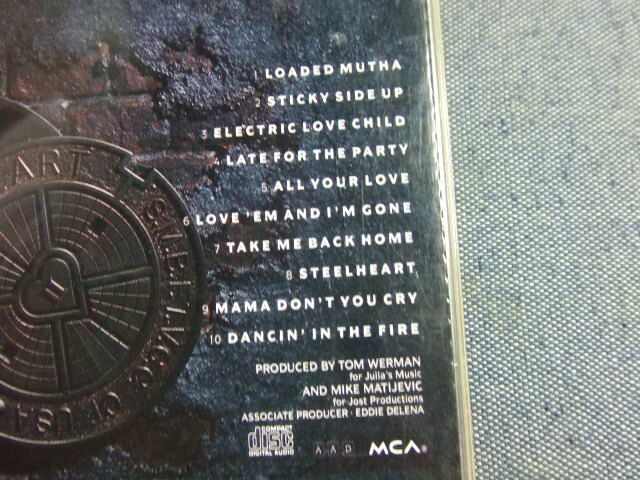 1 LOADED MUTHA
2 STICKY SIDE UP
3 ELECTRIC LOVE CHILD
4 LATE FOR THE PARTY
5 ALL YOUR LOVE
6 LOVE 'EM AND I'M GONE
7 TAKE ME BACK HOME
8 STEELHEART
9 MAMA DON'T YOU CRY
10 DANCIN' IN THE FIRE
PRODUCED BY TOM WERMAN
for Julia's Music
AND MIKE MATIJEVIC
for Jost Productions
ASSOCIATE PRODUCER · EDDIE DELENA
COMPACT
disc
DIGITAL AUDIO
AAD
MCA®
ART
USA